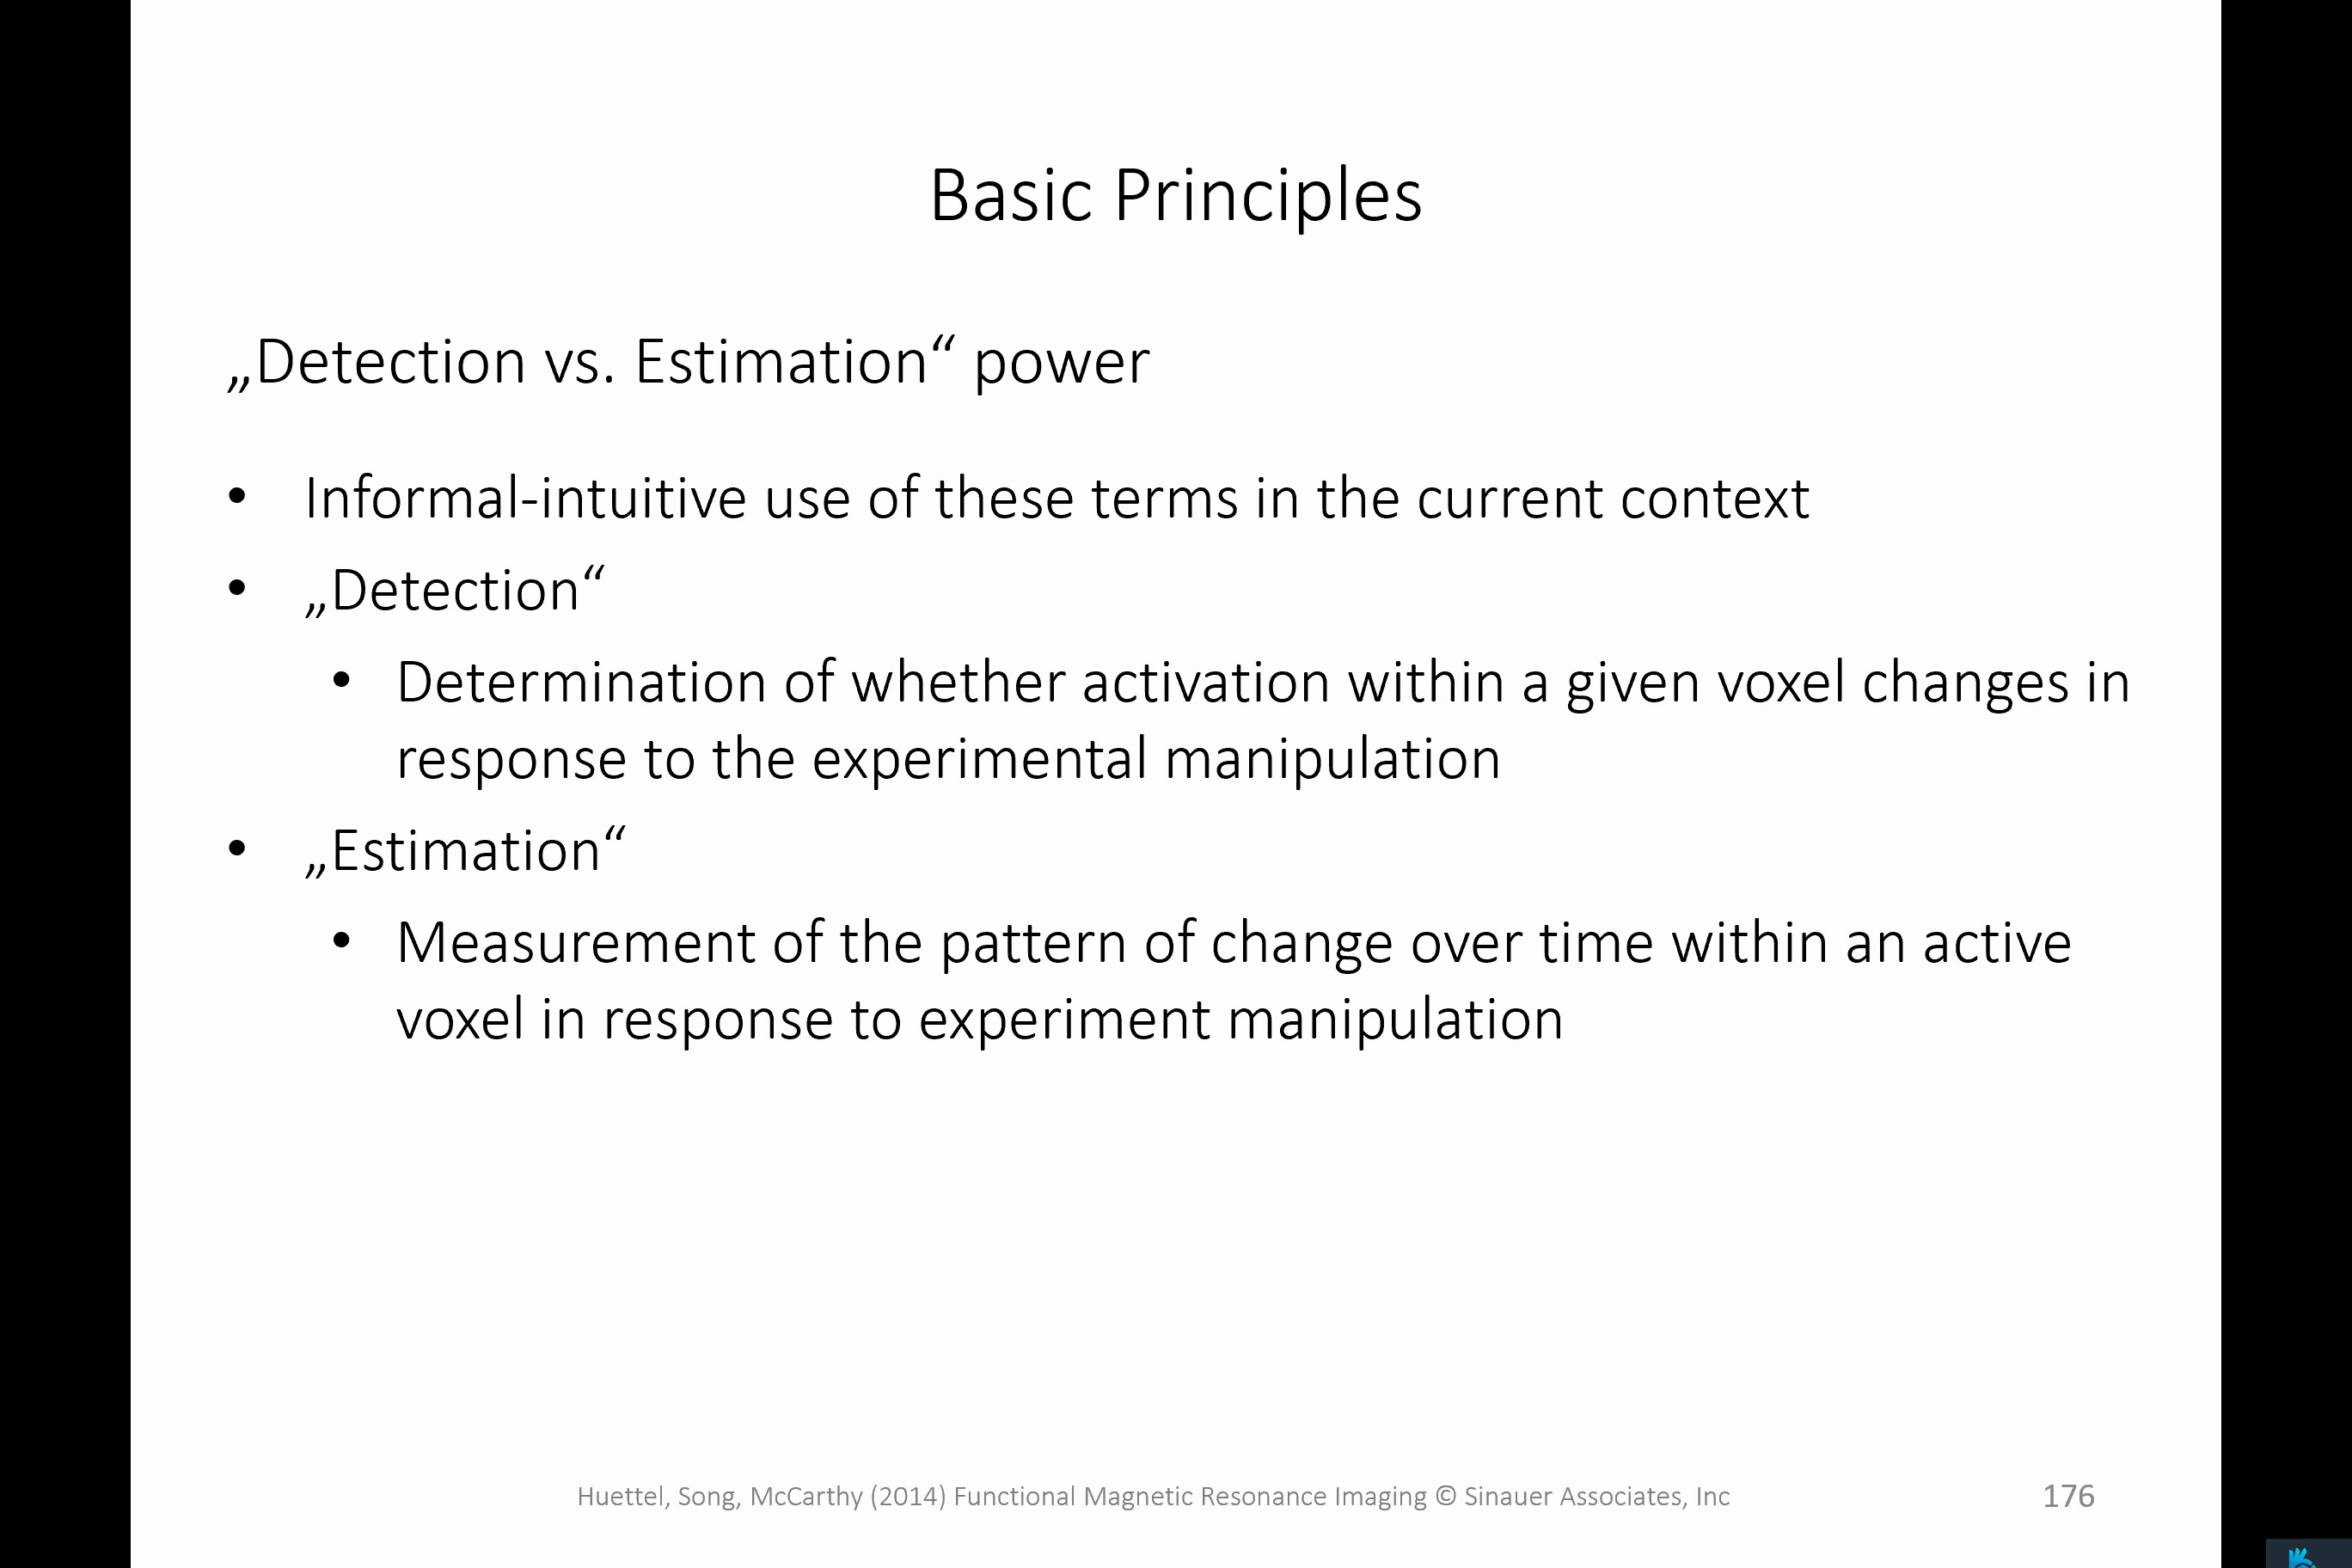 Basic Principles
„Detection vs. Estimation“ power
• Informal-intuitive use of these terms in the current context
• „Detection“
• Determination of whether activation within a given voxel changes in
response to the experimental manipulation
• „Estimation“
• Measurement of the pattern of change over time within an active
voxel in response to experiment manipulation
Huettel, Song, McCarthy (2014) Functional Magnetic Resonance Imaging © Sinauer Associates, Inc
176